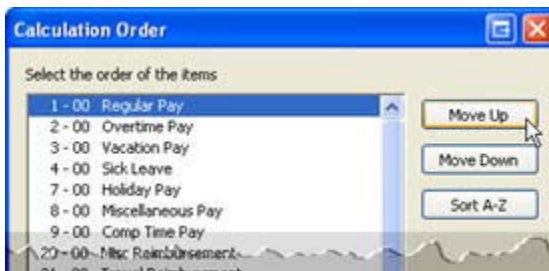 Calculation Order
Select the order of the items
1 - 00 Regular Pay
2 - 00 Overtime Pay
3 - 00 Vacation Pay
4 - 00 Sick Leave
7 - 00 Holiday Pay
8 - 00 Miscellaneous Pay
9 - 00 Comp Time Pay
20 - 00 Misc Reimbursement
Move Up
Move Down
Sort A-Z